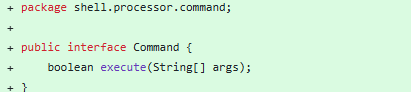 + package shell.processor.command;
+
+ public interface Command {
+     boolean execute(String[] args);
+ }